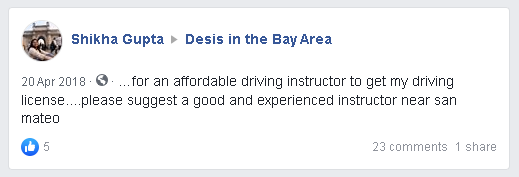 Shikha Gupta ▸ Desis in the Bay Area
20 Apr 2018 · · ...for an affordable driving instructor to get my driving
license....please suggest a good and experienced instructor near san
mateo
5 23 comments 1 share